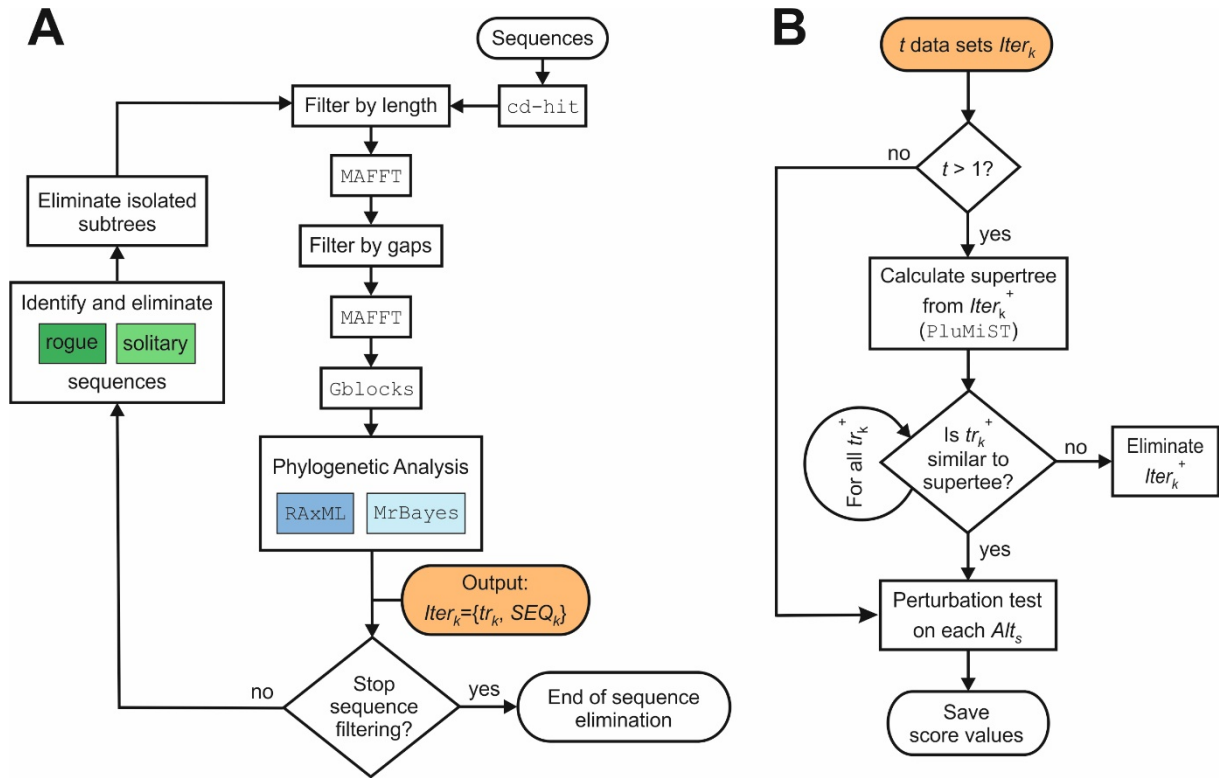 A
Sequences
cd-hit
Filter by length
MAFFT
Filter by gaps
MAFFT
Gblocks
Phylogenetic Analysis
RAxML
MrBayes
Output:
Iterₖ={trₖ, SEQₖ}
Stop
sequence
filtering?
yes
End of sequence
elimination
no
Identify and eliminate
rogue
solitary
sequences
Eliminate isolated
subtrees
B
t data sets Iterₖ
t > 1?
no
yes
Calculate supertree
from Iterₖ⁺
(PluMiST)
For all trₖ⁺
Is trₖ⁺
similar to
supertee?
no
Eliminate
Iterₖ⁺
yes
Perturbation test
on each Altₛ
Save
score values